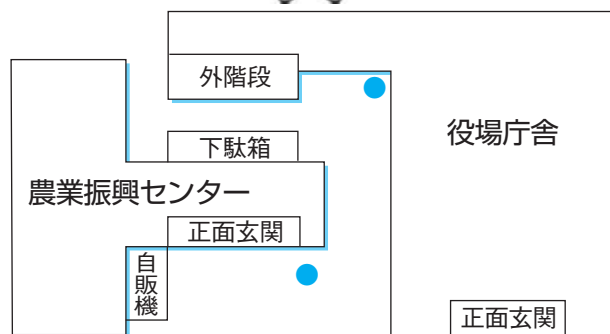 外階段
役場庁舎
下駄箱
農業振興センター
正面玄関
自販機
正面玄関